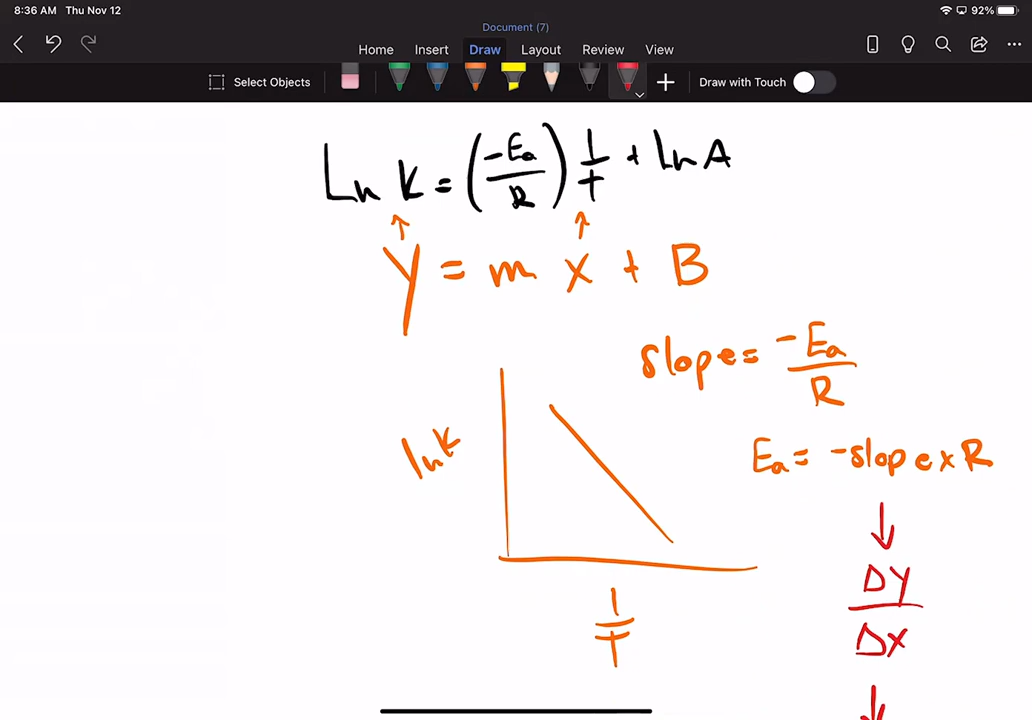 8:36 AM Thu Nov 12
92%
Document (7)
Home Insert Draw Layout Review View
Select Objects
Draw with Touch
Ln k = (-Ea/R) 1/T + ln A
y = m x + B
slope = -Ea/R
ln k
Ea = -slope x R
ΔY/ΔX
1/T